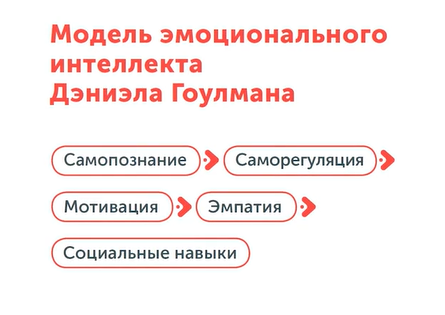 Модель эмоционального
интеллекта
Дэниэла Гоулмана
Самопознание Саморегуляция
Мотивация Эмпатия
Социальные навыки